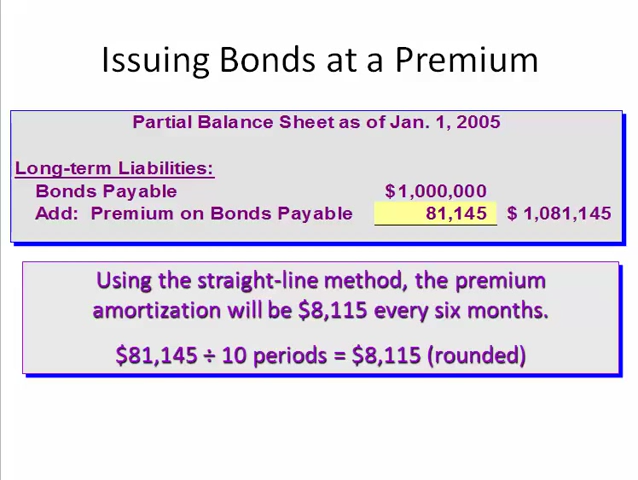 Issuing Bonds at a Premium
Partial Balance Sheet as of Jan. 1, 2005
Long-term Liabilities:
Bonds Payable $1,000,000
Add: Premium on Bonds Payable 81,145 $ 1,081,145
Using the straight-line method, the premium
amortization will be $8,115 every six months.
$81,145 ÷ 10 periods = $8,115 (rounded)